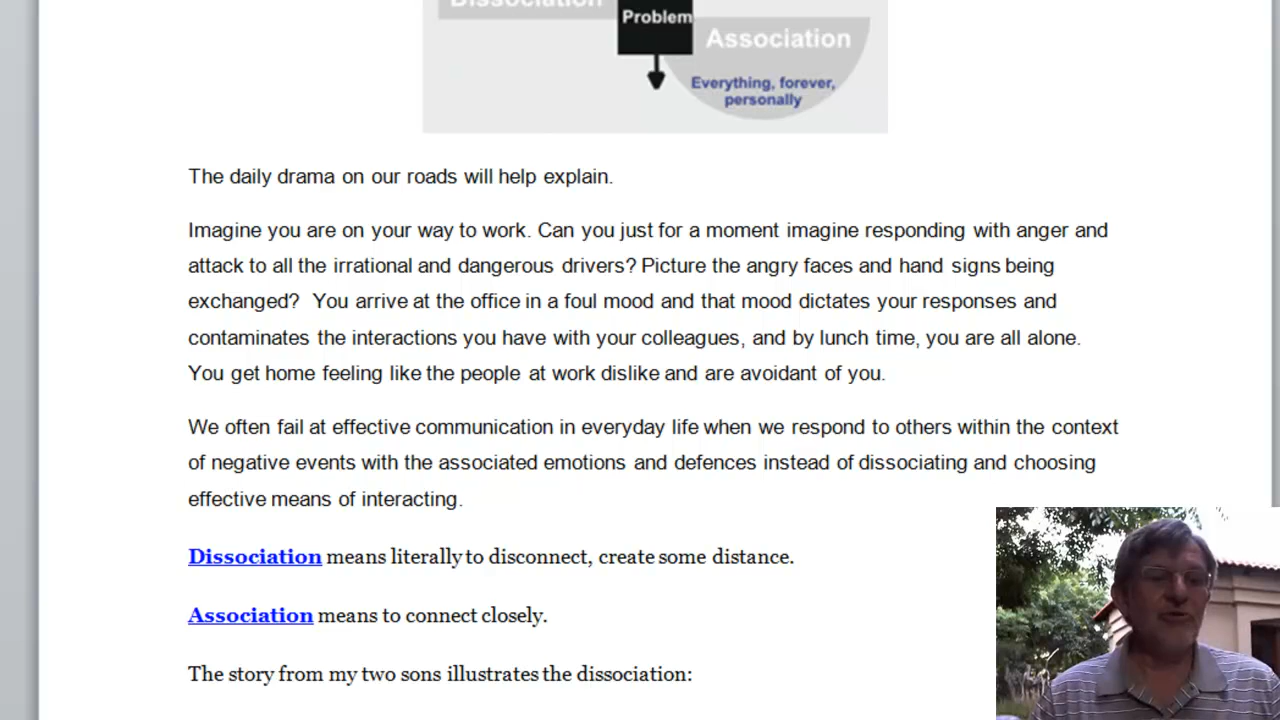 Dissociation
Problem
Association
Everything, forever,
personally
The daily drama on our roads will help explain.
Imagine you are on your way to work. Can you just for a moment imagine responding with anger and
attack to all the irrational and dangerous drivers? Picture the angry faces and hand signs being
exchanged?  You arrive at the office in a foul mood and that mood dictates your responses and
contaminates the interactions you have with your colleagues, and by lunch time, you are all alone.
You get home feeling like the people at work dislike and are avoidant of you.
We often fail at effective communication in everyday life when we respond to others within the context
of negative events with the associated emotions and defences instead of dissociating and choosing
effective means of interacting.
Dissociation means literally to disconnect, create some distance.
Association means to connect closely.
The story from my two sons illustrates the dissociation: